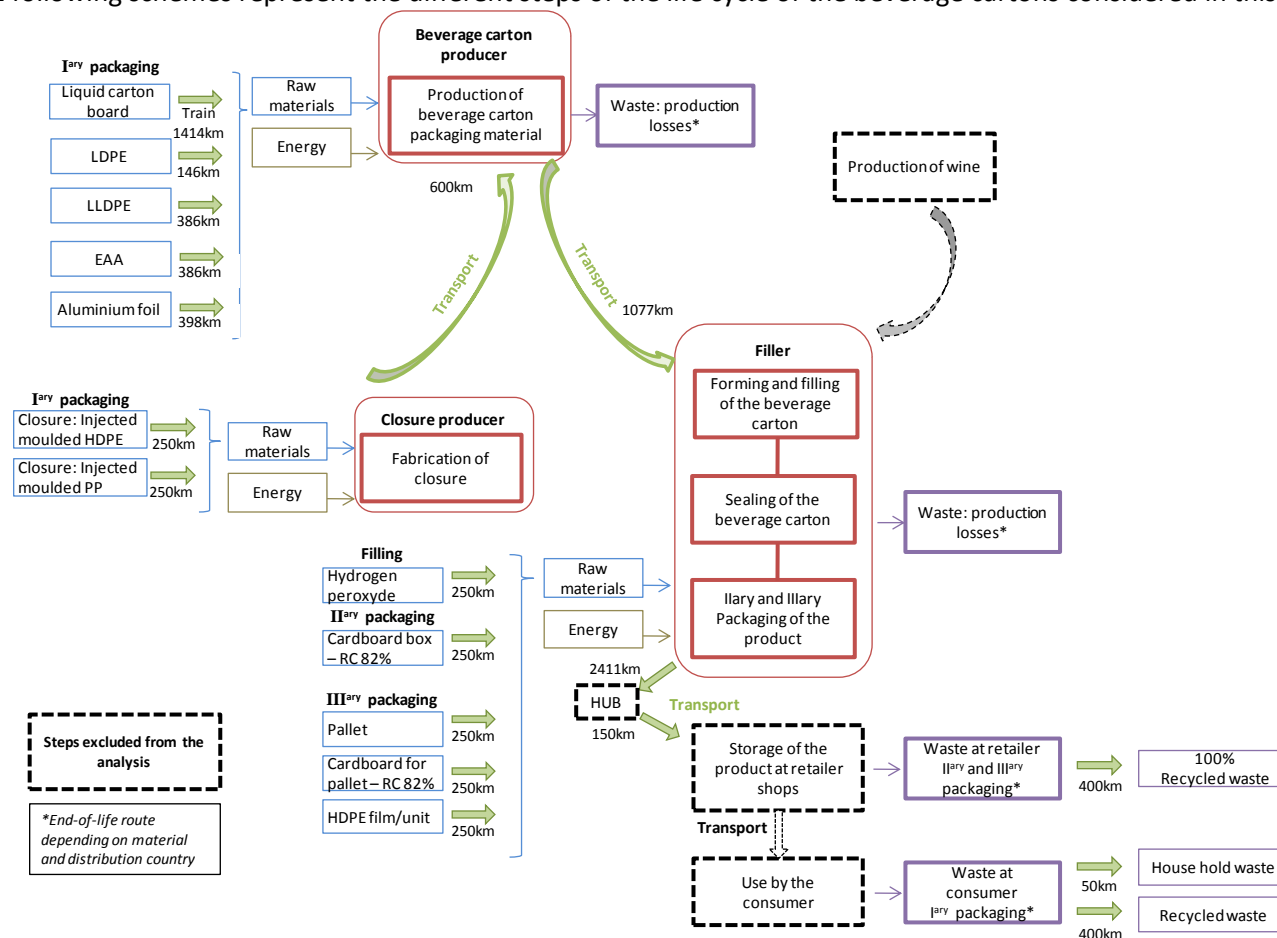 following schemes represent the different steps of the life cycle of the beverage cartons considered in this
Beverage carton
producer
Iary packaging
Liquid carton
board
Train
1414km
LDPE
146km
LLDPE
386km
EAA
386km
Aluminium foil
398km
Raw
materials
Energy
Production of
beverage carton
packaging material
Waste: production
losses*
Production of wine
600km
Transport
Transport
1077km
Iary packaging
Closure: Injected
moulded HDPE
250km
Closure: Injected
moulded PP
250km
Raw
materials
Energy
Closure producer
Fabrication of
closure
Filler
Forming and filling
of the beverage
carton
Sealing of the
beverage carton
IIary and IIIary
Packaging of the
product
Waste: production
losses*
Filling
Hydrogen
peroxyde
250km
IIary packaging
Cardboard box
– RC 82%
250km
IIIary packaging
Pallet
250km
Cardboard for
pallet – RC 82%
250km
HDPE film/unit
250km
Raw
materials
Energy
2411km
HUB
Transport
150km
Storage of the
product at retailer
shops
Waste at retailer
IIary and IIIary
packaging*
400km
100%
Recycled waste
Transport
Use by the
consumer
Waste at
consumer
Iary packaging*
50km
House hold waste
400km
Recycled waste
Steps excluded from the
analysis
*End-of-life route
depending on material
and distribution country